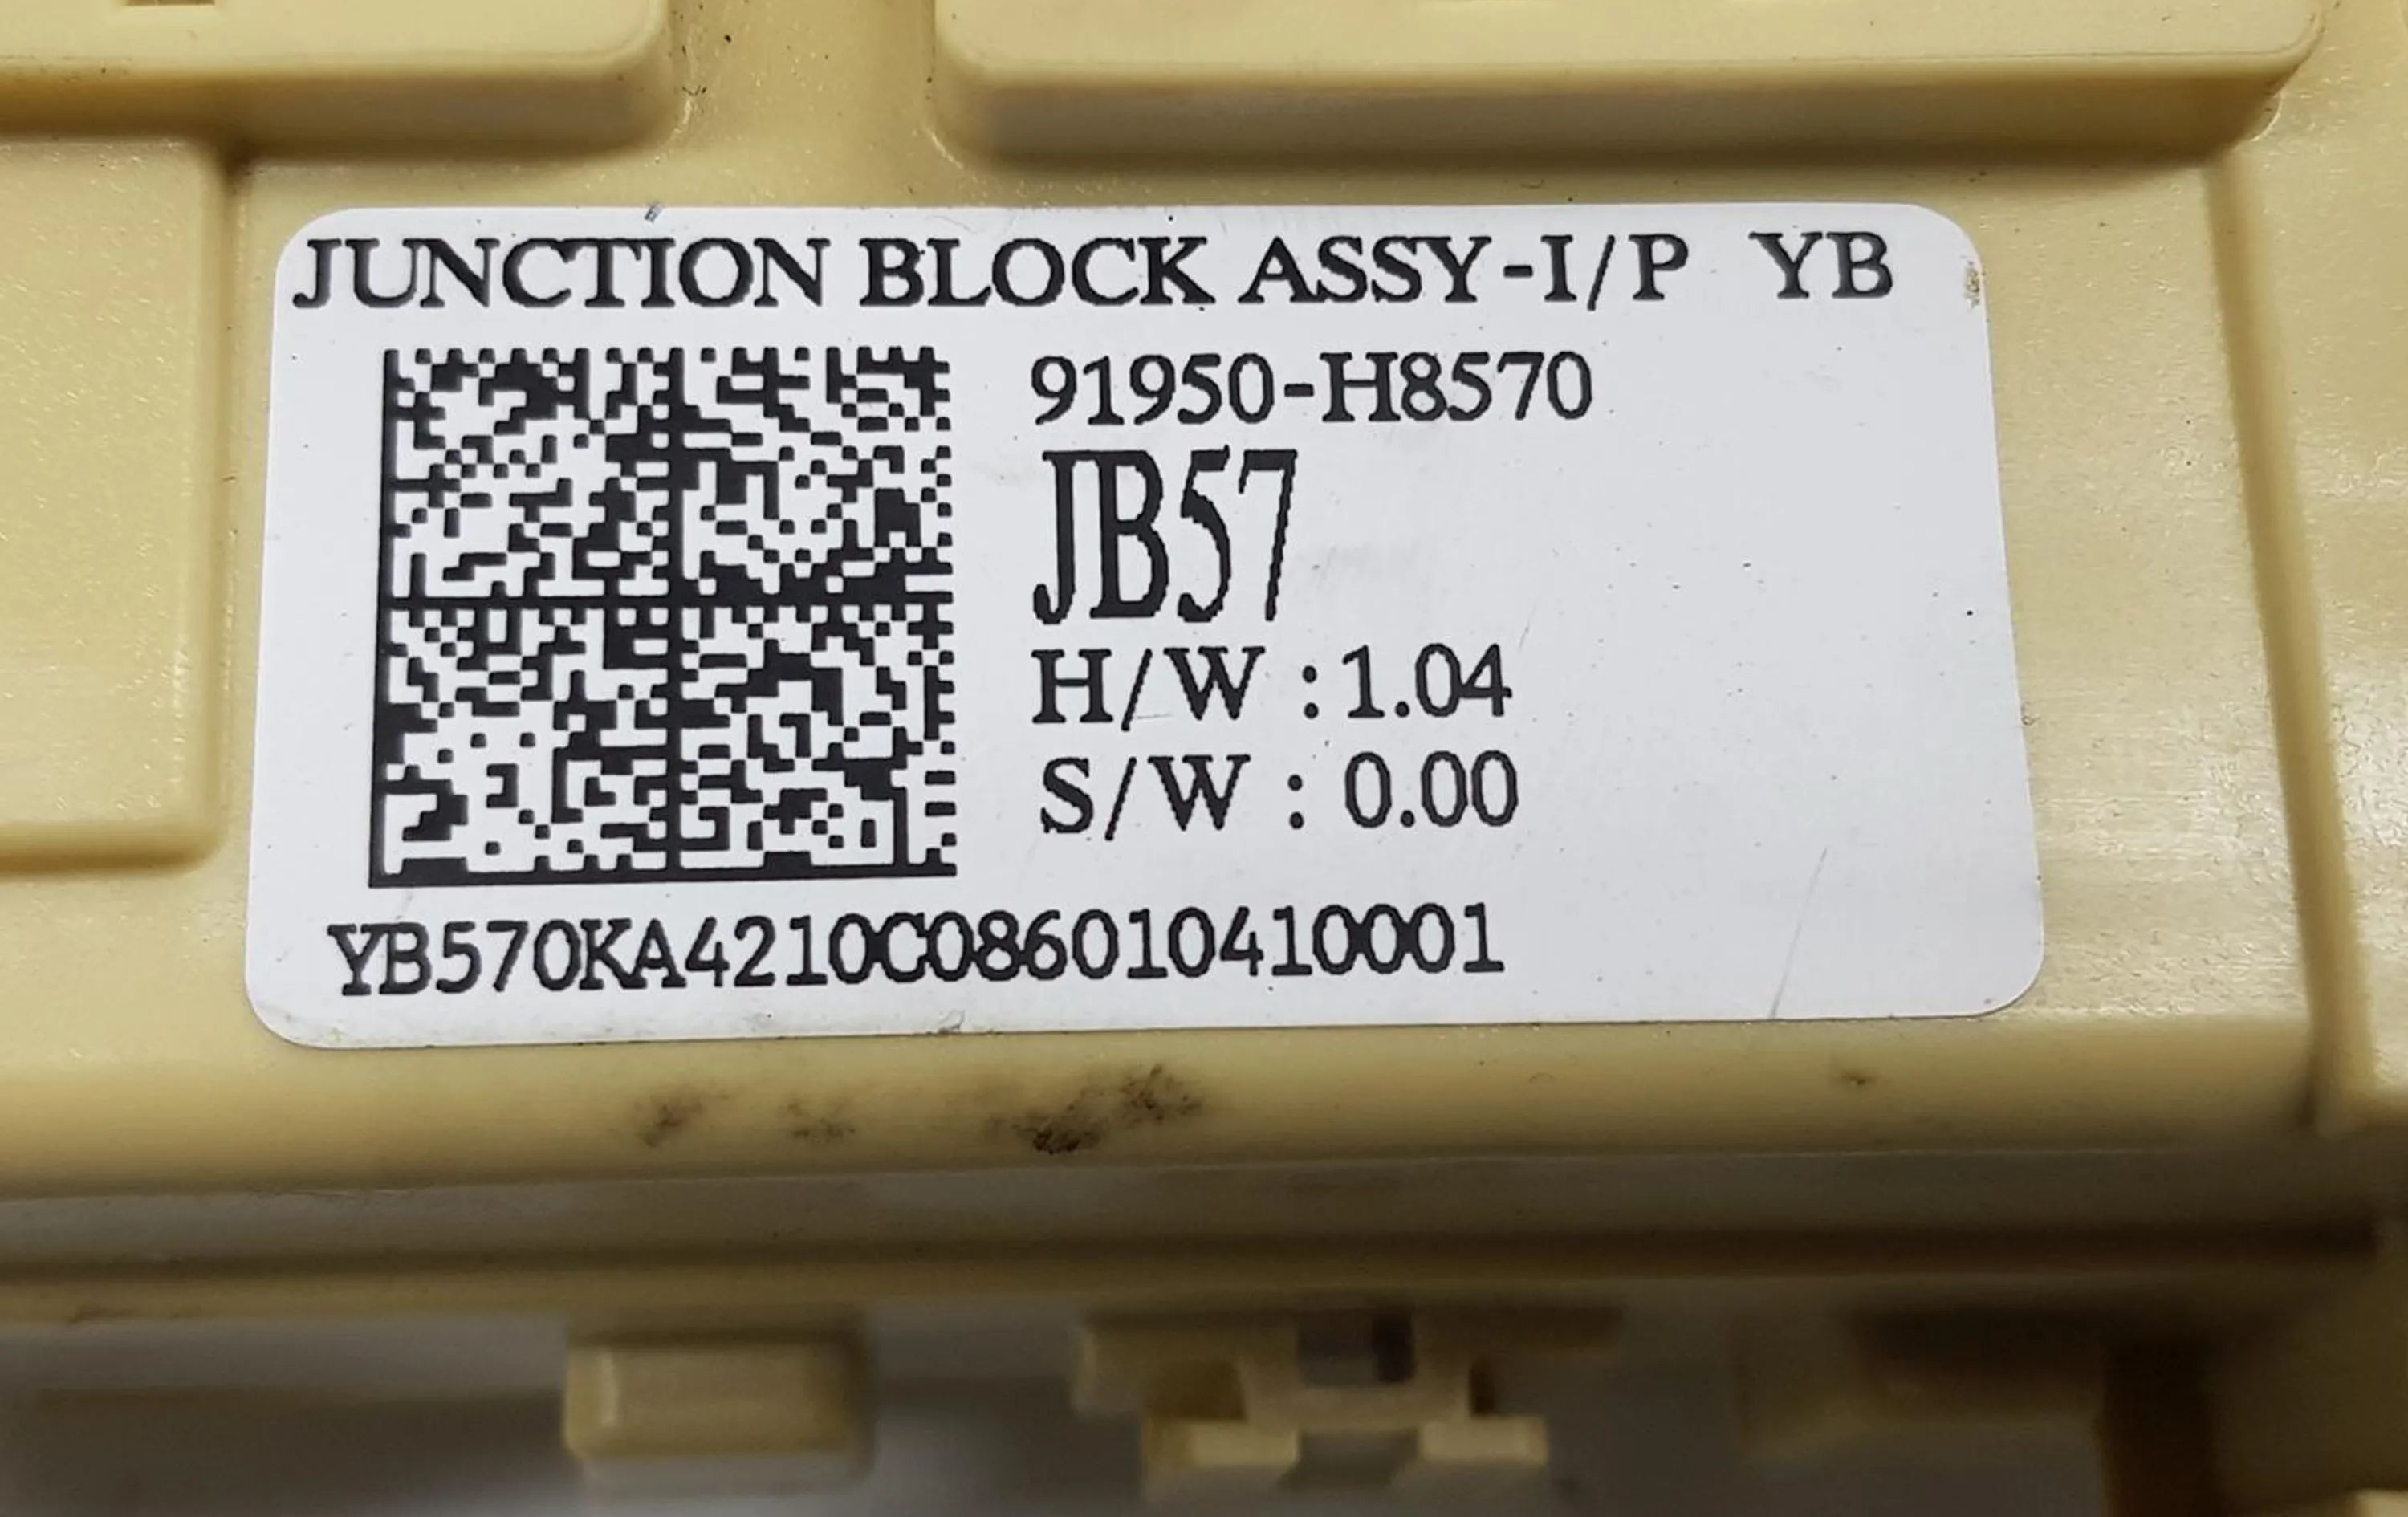 JUNCTION BLOCK ASSY-I/P YB
91950-H8570
JB57
H/W :1.04
S/W : 0.00
YB570KA4210C086010410001